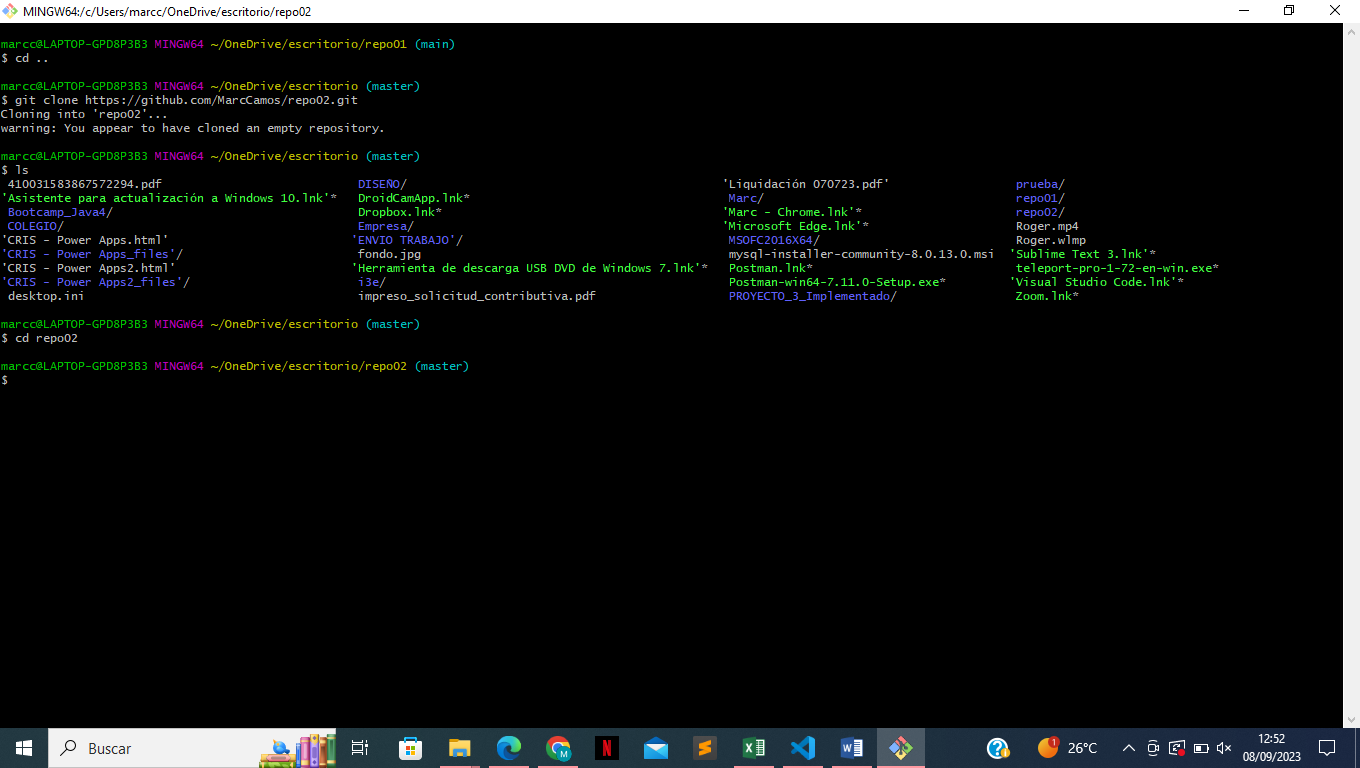 MINGW64:/c/Users/marcc/OneDrive/escritorio/repo02
marcc@LAPTOP-GPD8P3B3 MINGW64 ~/OneDrive/escritorio/repo01 (main)
$ cd ..
marcc@LAPTOP-GPD8P3B3 MINGW64 ~/OneDrive/escritorio (master)
$ git clone https://github.com/MarcCamos/repo02.git
Cloning into 'repo02'...
warning: You appear to have cloned an empty repository.
marcc@LAPTOP-GPD8P3B3 MINGW64 ~/OneDrive/escritorio (master)
$ ls
410031583867572294.pdf DISEÑO/ 'Liquidación 070723.pdf' prueba/
'Asistente para actualización a Windows 10.lnk'* DroidCamApp.lnk* Marc/ repo01/
Bootcamp_Java4/ Dropbox.lnk* 'Marc - Chrome.lnk'* repo02/
COLEGIO/ Empresa/ 'Microsoft Edge.lnk'* Roger.mp4
'CRIS - Power Apps.html' 'ENVIO TRABAJO'/ MSOFC2016X64/ Roger.wlmp
'CRIS - Power Apps_files'/ fondo.jpg mysql-installer-community-8.0.13.0.msi 'Sublime Text 3.lnk'*
'CRIS - Power Apps2.html' 'Herramienta de descarga USB DVD de Windows 7.lnk'* Postman.lnk* teleport-pro-1-72-en-win.exe*
'CRIS - Power Apps2_files'/ i3e/ Postman-win64-7.11.0-Setup.exe* 'Visual Studio Code.lnk'*
desktop.ini impreso_solicitud_contributiva.pdf PROYECTO_3_Implementado/ Zoom.lnk*
marcc@LAPTOP-GPD8P3B3 MINGW64 ~/OneDrive/escritorio (master)
$ cd repo02
marcc@LAPTOP-GPD8P3B3 MINGW64 ~/OneDrive/escritorio/repo02 (master)
$
Buscar
1
26°C
12:52
08/09/2023